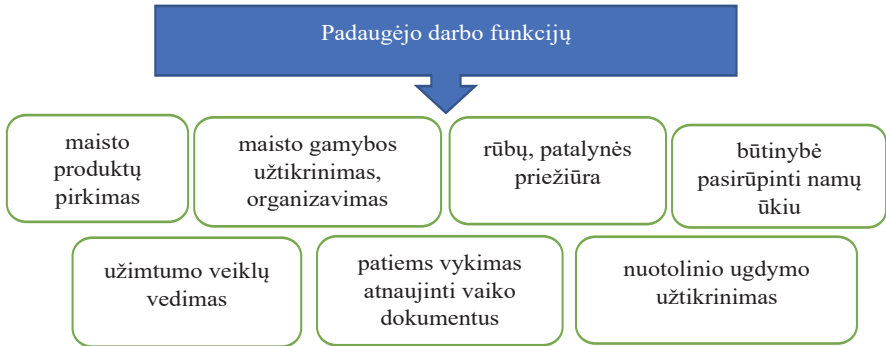 Padaugėjo darbo funkcijų
maisto
produktų
pirkimas
maisto gamybos
užtikrinimas,
organizavimas
rūbų, patalynės
priežiūra
būtinybė
pasirūpinti namų
ūkiu
užimtumo veiklų
vedimas
patiems vykimas
atnaujinti vaiko
dokumentus
nuotolinio ugdymo
užtikrinimas